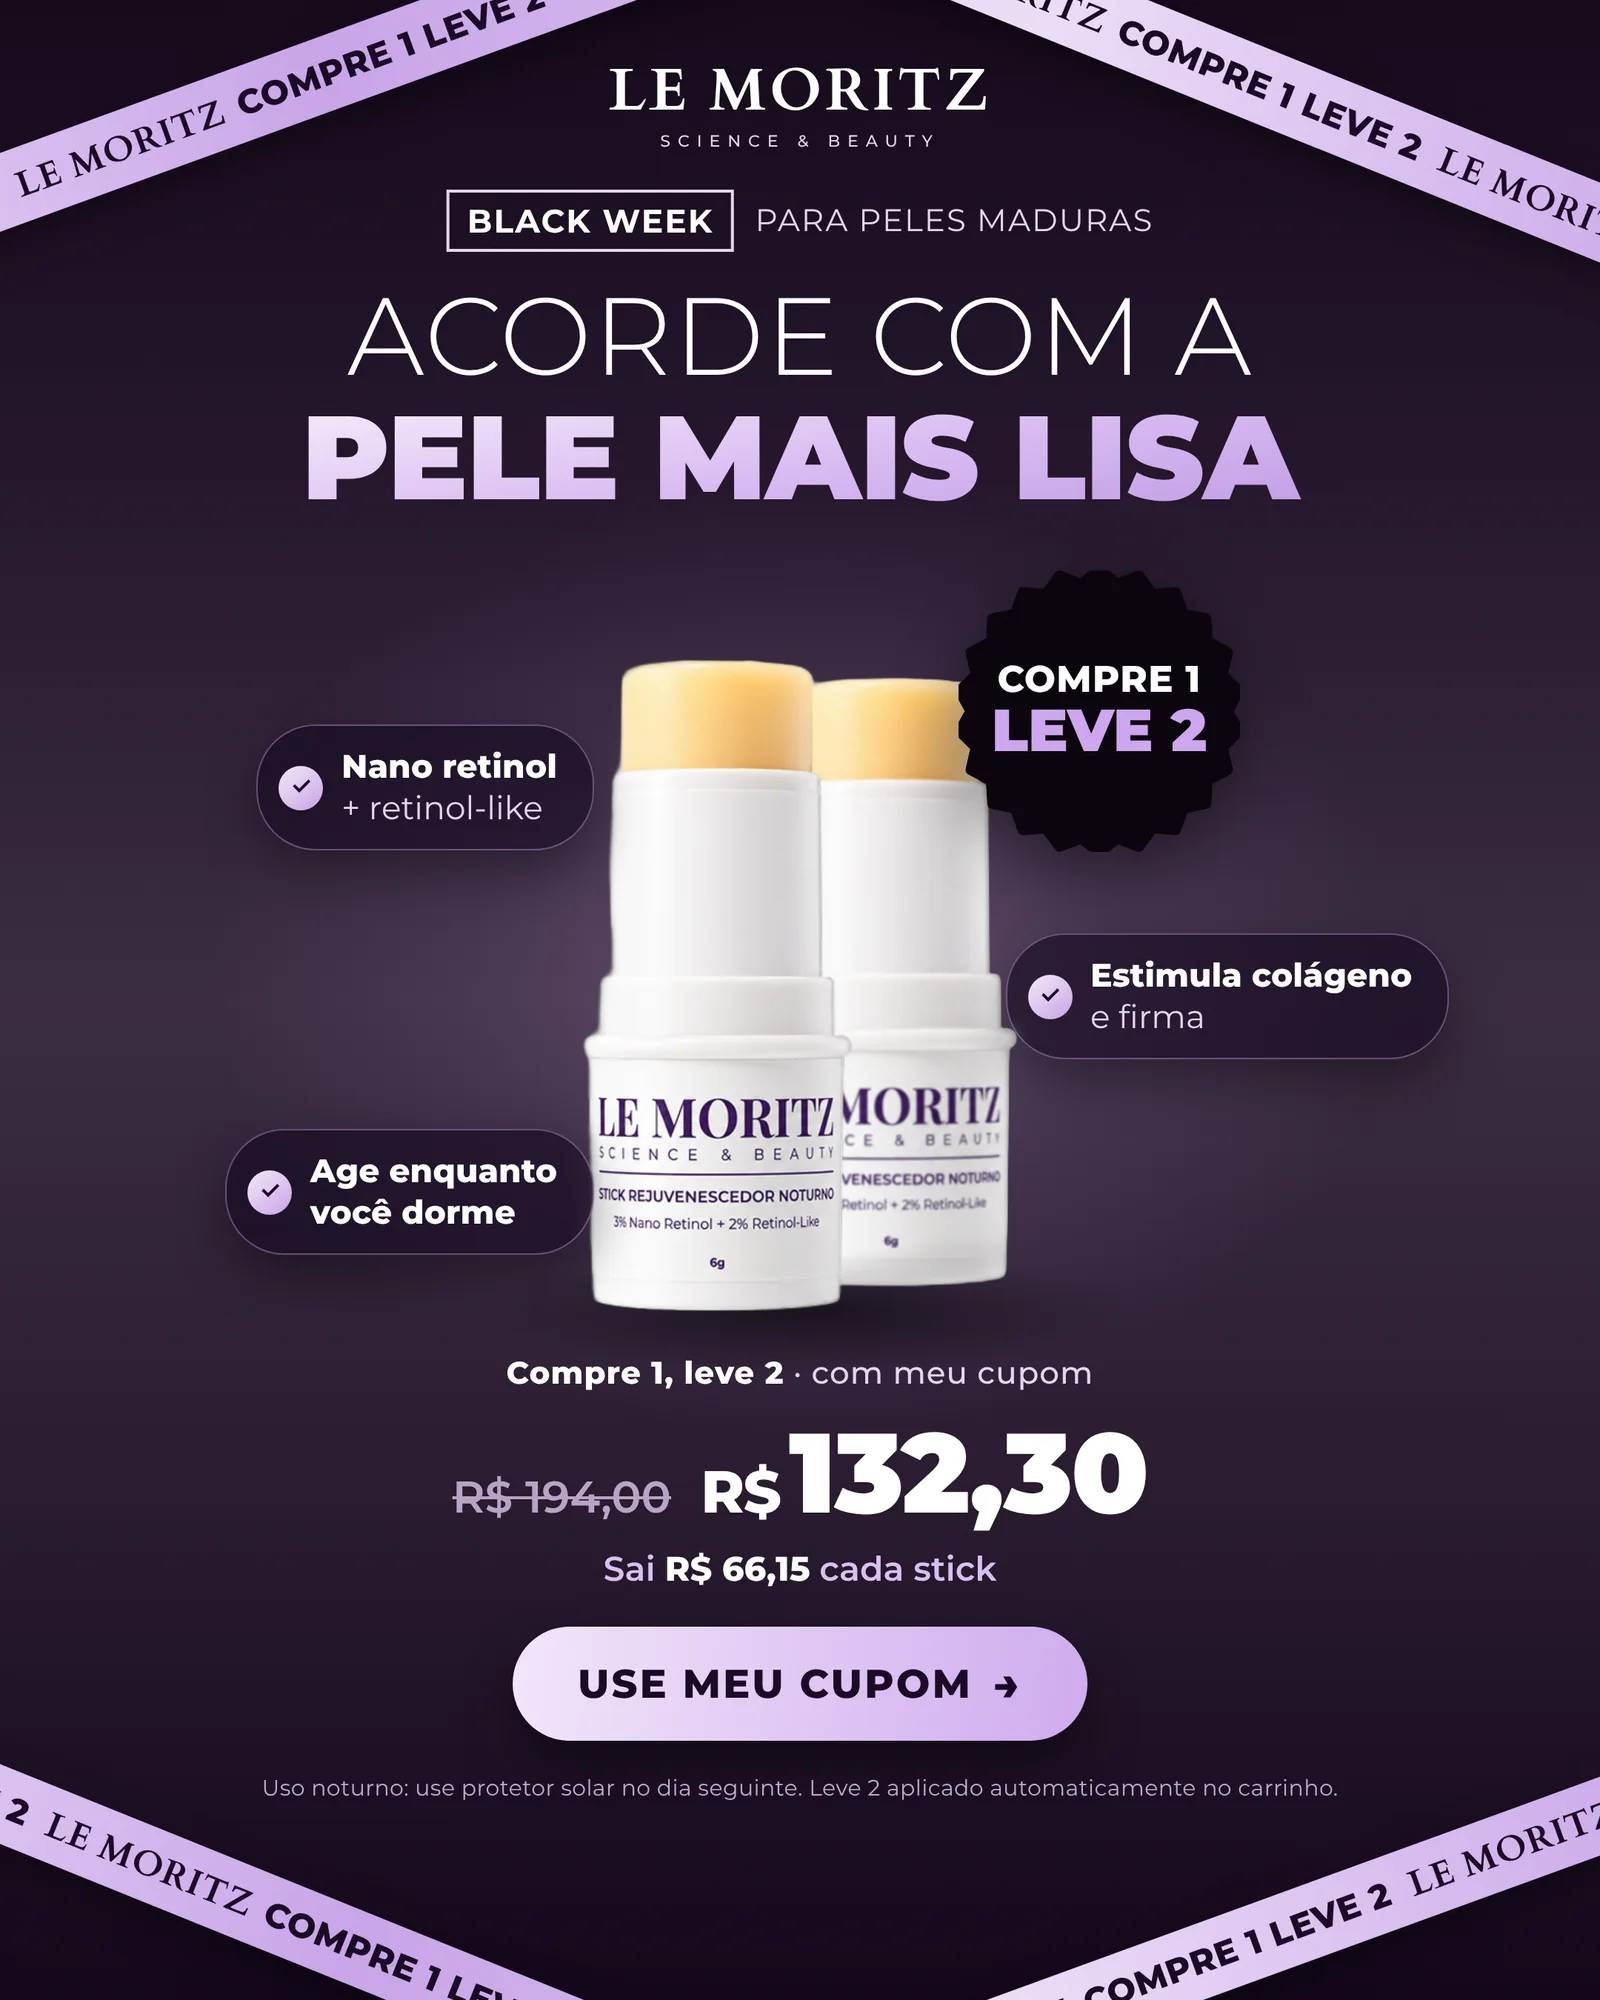 LE MORITZ COMPRE 1 LEVE 2
COMPRE 1 LEVE 2 LE MORITZ
LE MORITZ
SCIENCE & BEAUTY
BLACK WEEK PARA PELES MADURAS
ACORDE COM A
PELE MAIS LISA
COMPRE 1
LEVE 2
Nano retinol
+ retinol-like
Estimula colágeno
e firma
Age enquanto
você dorme
LE MORITZ
SCIENCE & BEAUTY
STICK REJUVENESCEDOR NOTURNO
3% Nano Retinol + 2% Retinol-Like
6g
MORITZ
CE & BEAUTY
VENESCEDOR NOTURNO
Retinol + 2% Retinol-Like
6g
Compre 1, leve 2 · com meu cupom
R$ 194,00 R$ 132,30
Sai R$ 66,15 cada stick
USE MEU CUPOM →
Uso noturno: use protetor solar no dia seguinte. Leve 2 aplicado automaticamente no carrinho.
2 LE MORITZ COMPRE 1 LEV
COMPRE 1 LEVE 2 LE MORITZ